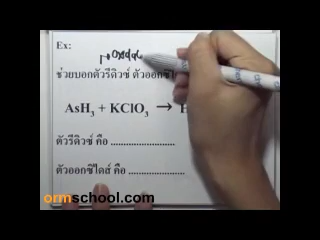 Ex:
ช่วยบอกตัวรีดิวซ์ ตัวออกซิไ
AsH₃ + KClO₃ → H
ตัวรีดิวซ์ คือ ......................
ตัวออกซิไดส์ คือ ......................
ormschool.com